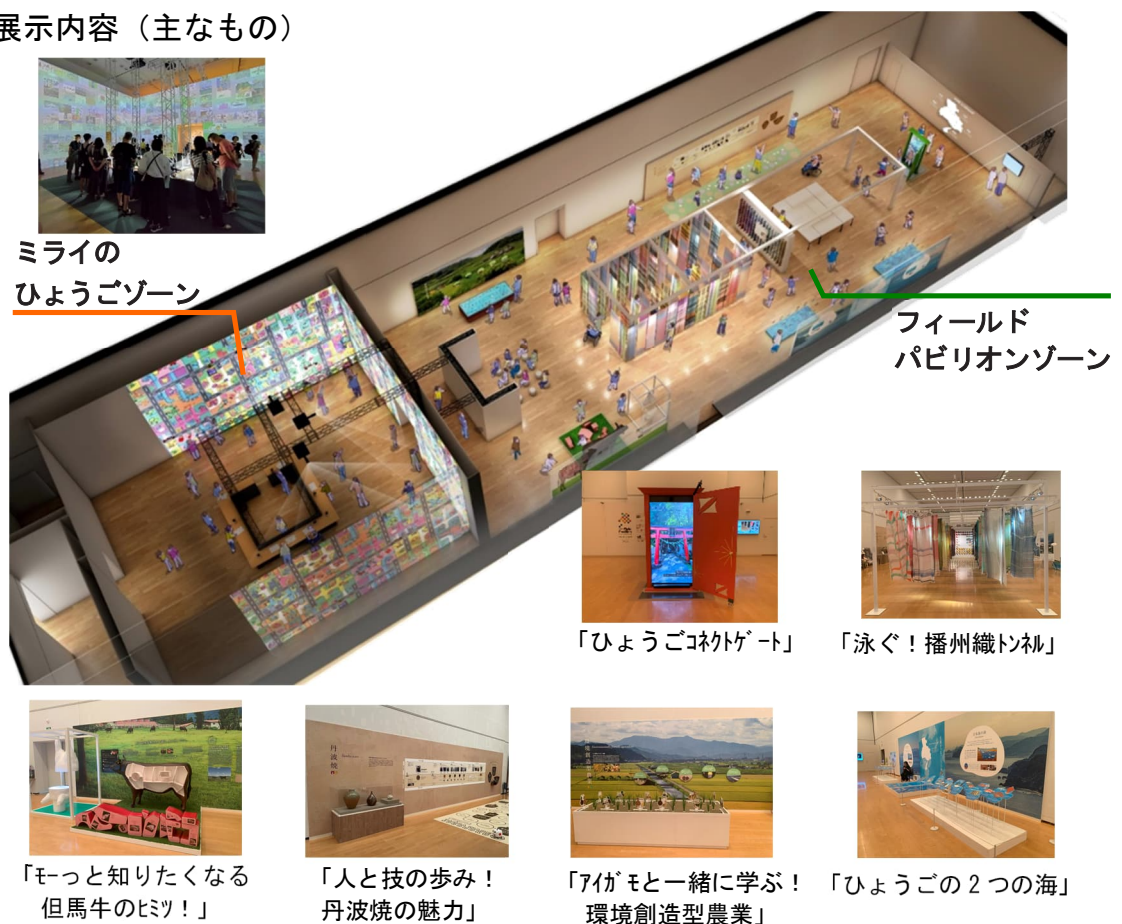 展示内容（主なもの）
ミライの
ひょうごゾーン
フィールド
パビリオンゾーン
「ひょうごｺﾈｸﾄｹﾞｰﾄ」
「泳ぐ！播州織ﾄﾝﾈﾙ」
丹波焼
「ﾓｰっと知りたくなる
但馬牛のﾋﾐﾂ！」
「人と技の歩み！
丹波焼の魅力」
「ｱｲｶﾞﾓと一緒に学ぶ！
環境創造型農業」
「ひょうごの２つの海」